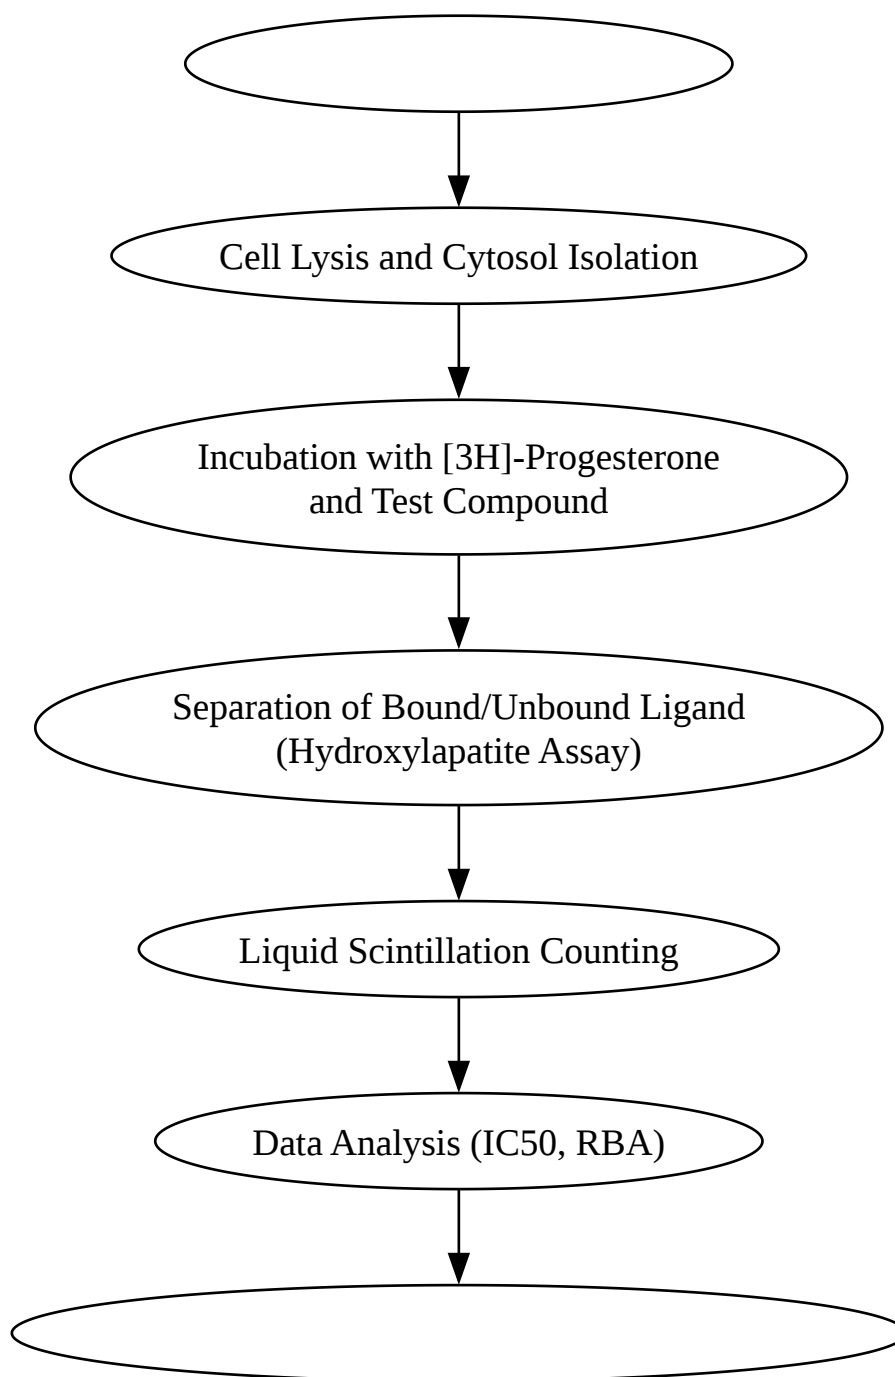 Cell Lysis and Cytosol Isolation
Incubation with [3H]-Progesterone
and Test Compound
Separation of Bound/Unbound Ligand
(Hydroxylapatite Assay)
Liquid Scintillation Counting
Data Analysis (IC50, RBA)